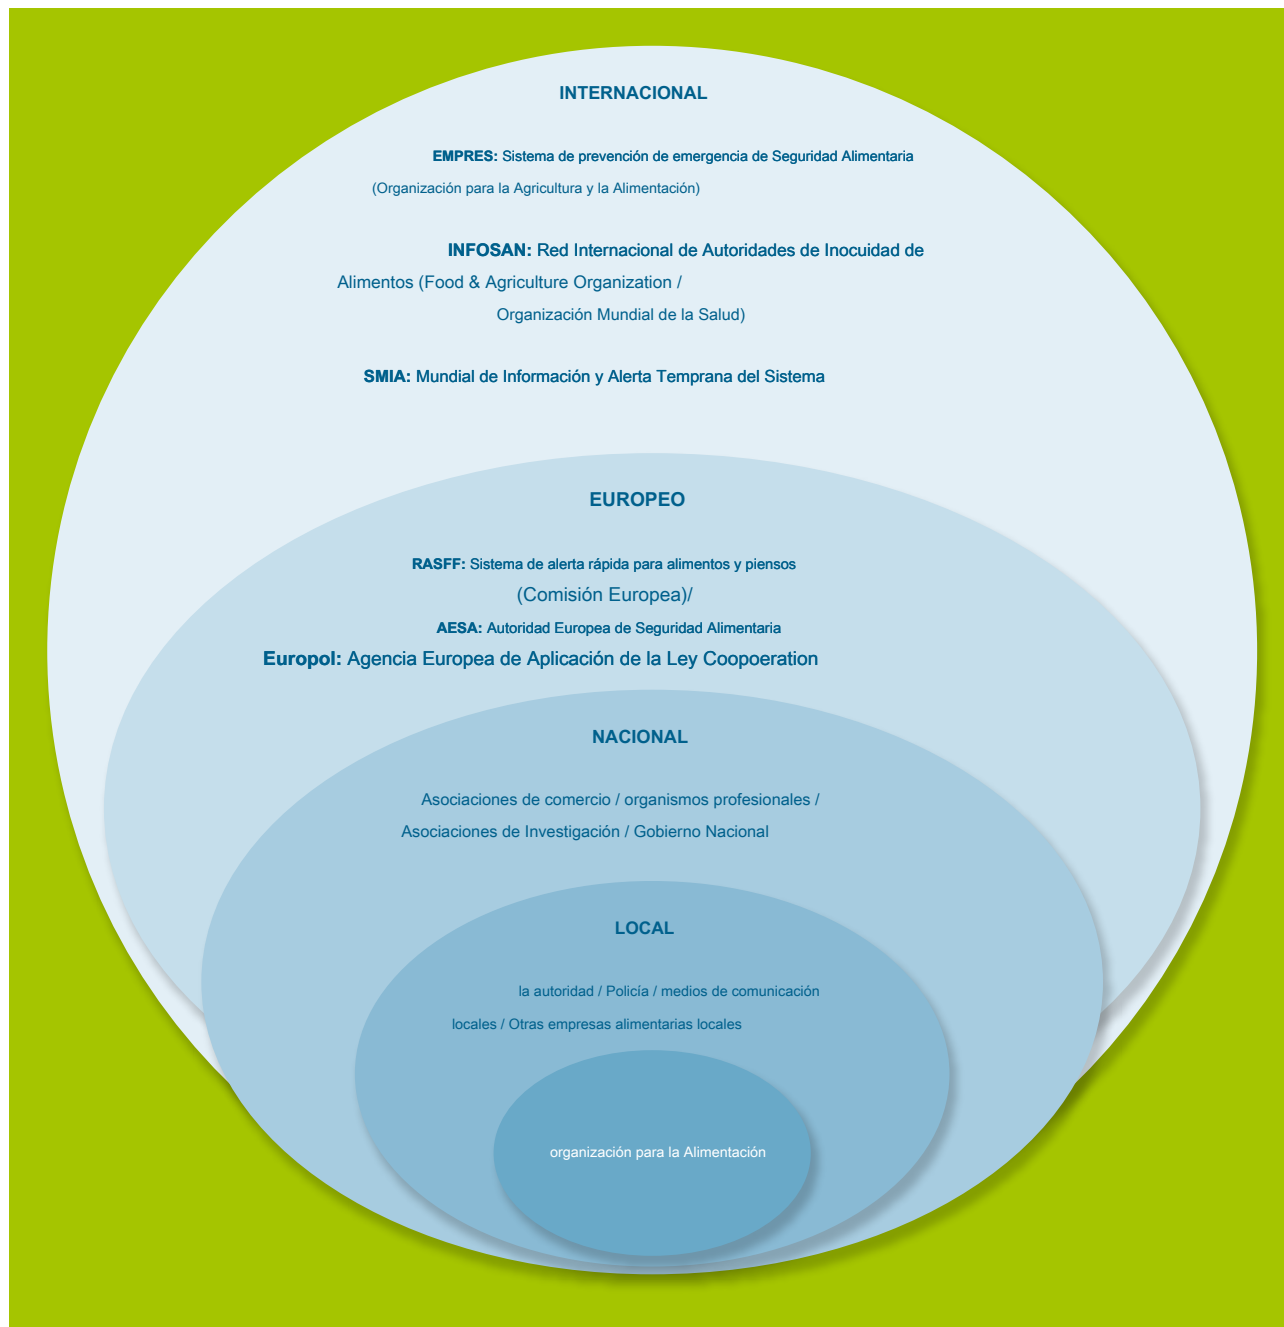 INTERNACIONAL
EMPRES: Sistema de prevención de emergencia de Seguridad Alimentaria
(Organización para la Agricultura y la Alimentación)
INFOSAN: Red Internacional de Autoridades de Inocuidad de
Alimentos (Food & Agriculture Organization /
Organización Mundial de la Salud)
SMIA: Mundial de Información y Alerta Temprana del Sistema
EUROPEO
RASFF: Sistema de alerta rápida para alimentos y piensos
(Comisión Europea)/
AESA: Autoridad Europea de Seguridad Alimentaria
Europol: Agencia Europea de Aplicación de la Ley Coopoeration
NACIONAL
Asociaciones de comercio / organismos profesionales /
Asociaciones de Investigación / Gobierno Nacional
LOCAL
la autoridad / Policía / medios de comunicación
locales / Otras empresas alimentarias locales
organización para la Alimentación